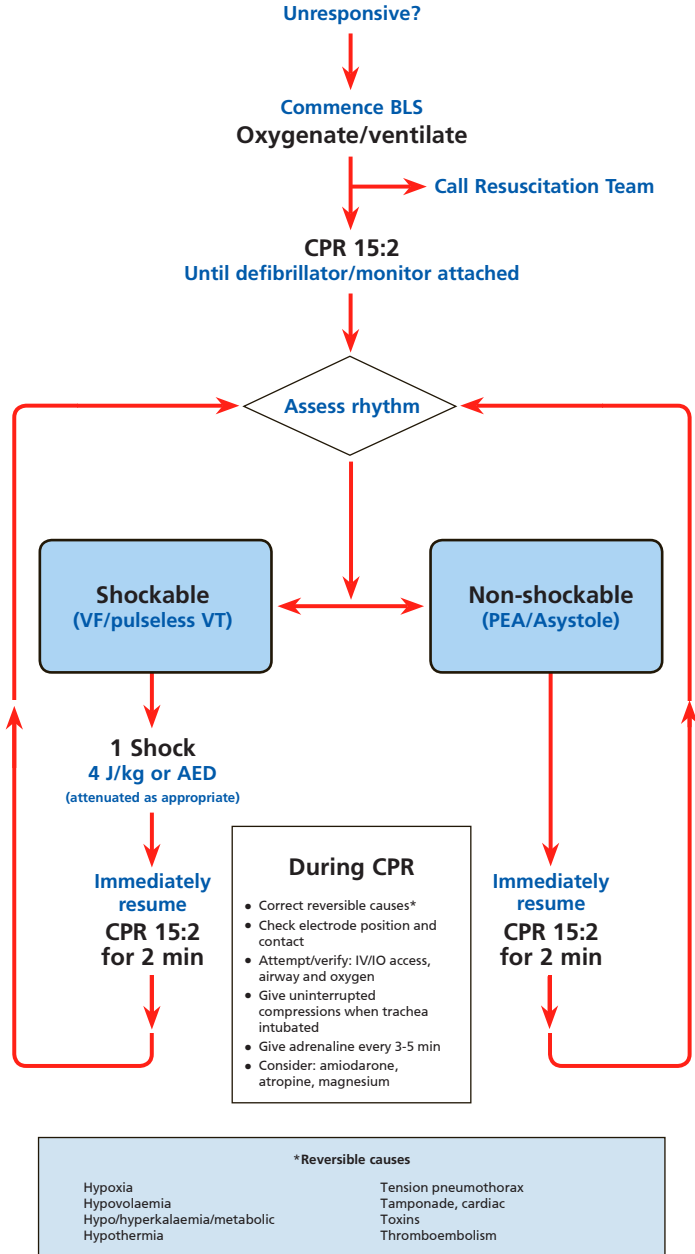 Unresponsive?
Commence BLS
Oxygenate/ventilate
Call Resuscitation Team
CPR 15:2
Until defibrillator/monitor attached
Assess rhythm
Shockable
(VF/pulseless VT)
Non-shockable
(PEA/Asystole)
1 Shock
4 J/kg or AED
(attenuated as appropriate)
Immediately
resume
CPR 15:2
for 2 min
During CPR
• Correct reversible causes*
• Check electrode position and
contact
• Attempt/verify: IV/IO access,
airway and oxygen
• Give uninterrupted
compressions when trachea
intubated
• Give adrenaline every 3-5 min
• Consider: amiodarone,
atropine, magnesium
Immediately
resume
CPR 15:2
for 2 min
*Reversible causes
Hypoxia
Hypovolaemia
Hypo/hyperkalaemia/metabolic
Hypothermia
Tension pneumothorax
Tamponade, cardiac
Toxins
Thromboembolism